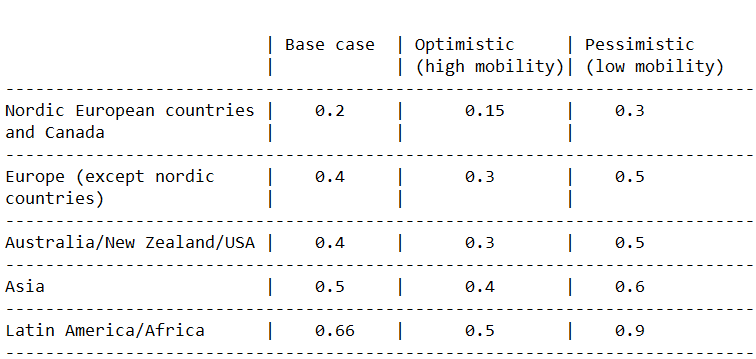 | Base case | Optimistic | Pessimistic
| | (high mobility)| (low mobility)
---------------------------------------------------------------------------
Nordic European countries | 0.2 | 0.15 | 0.3
and Canada | | |
---------------------------------------------------------------------------
Europe (except nordic | 0.4 | 0.3 | 0.5
countries) | | |
---------------------------------------------------------------------------
Australia/New Zealand/USA | 0.4 | 0.3 | 0.5
---------------------------------------------------------------------------
Asia | 0.5 | 0.4 | 0.6
---------------------------------------------------------------------------
Latin America/Africa | 0.66 | 0.5 | 0.9
---------------------------------------------------------------------------